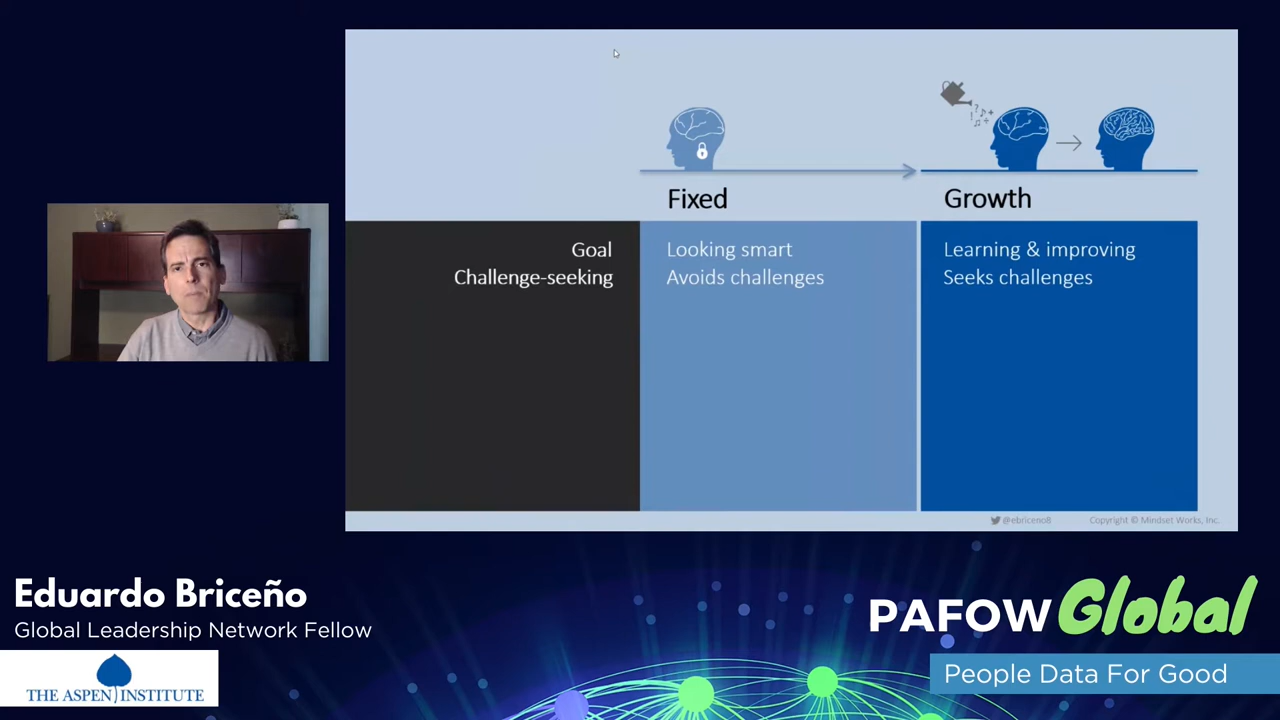 Fixed
Growth
Goal
Challenge-seeking
Looking smart
Avoids challenges
Learning & improving
Seeks challenges
@ebriceno8
Copyright © Mindset Works, Inc.
Eduardo Briceño
Global Leadership Network Fellow
THE ASPEN INSTITUTE
PAFOW Global
People Data For Good